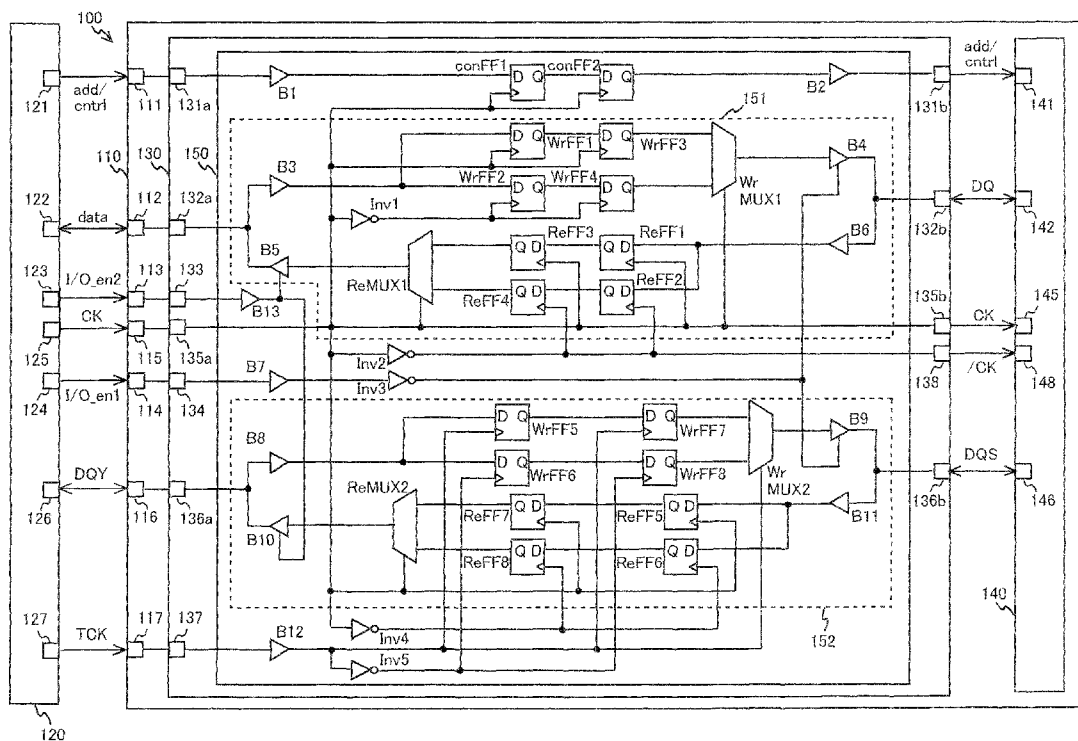 100
add/
cntrl
121
add/
cntrl
111
131a
B1
conFF1
D Q
conFF2
D Q
B2
131b
141
110
130
150
151
B3
D Q
WrFF1
D Q
WrFF3
Wr
MUX1
B4
WrFF2
D Q
WrFF4
D Q
Inv1
122
data
112
132a
132b
DQ
142
B5
ReMUX1
Q D
ReFF3
Q D
ReFF1
B6
ReFF4
Q D
ReFF2
Q D
123
I/O_en2
113
133
B13
135b
CK
145
CK
125
115
135a
Inv2
138
/CK
148
I/O_en1
124
114
134
B7
Inv3
B8
D Q
WrFF5
D Q
WrFF7
Wr
MUX2
B9
D Q
WrFF6
D Q
WrFF8
DQY
126
116
136a
136b
DQS
146
ReMUX2
B10
ReFF7
Q D
ReFF5
Q D
B11
ReFF8
Q D
ReFF6
Q D
140
127
TCK
117
137
B12
Inv4
Inv5
152
120